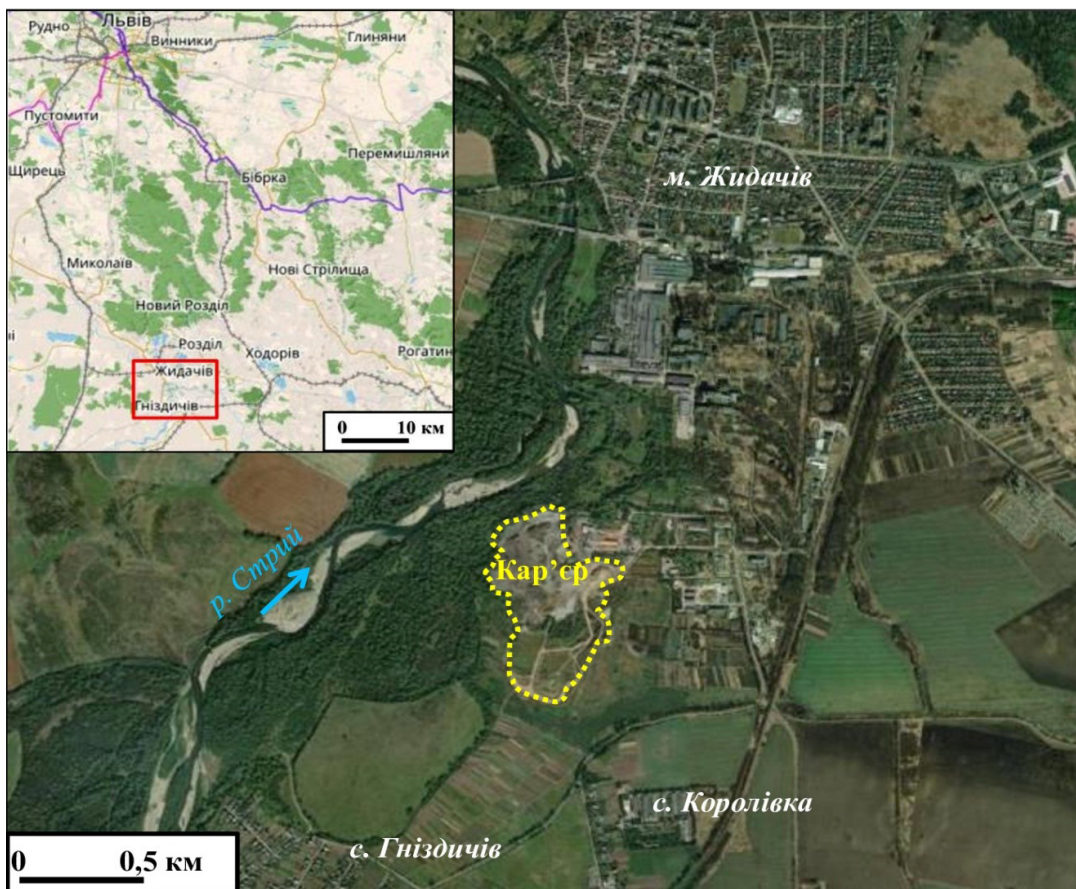 Рудно
ЛЬВІВ
Винники
Глиняни
Пустомити
Щирець
Перемишляни
Бібрка
Миколаїв
Нові Стрілища
Новий Розділ
Розділ
Ходорів
Рогатин
ні
Жидачів
Гніздичів
0 10 км
м. Жидачів
р. Стрий
Кар’єр
с. Королівка
с. Гніздичів
0 0,5 км